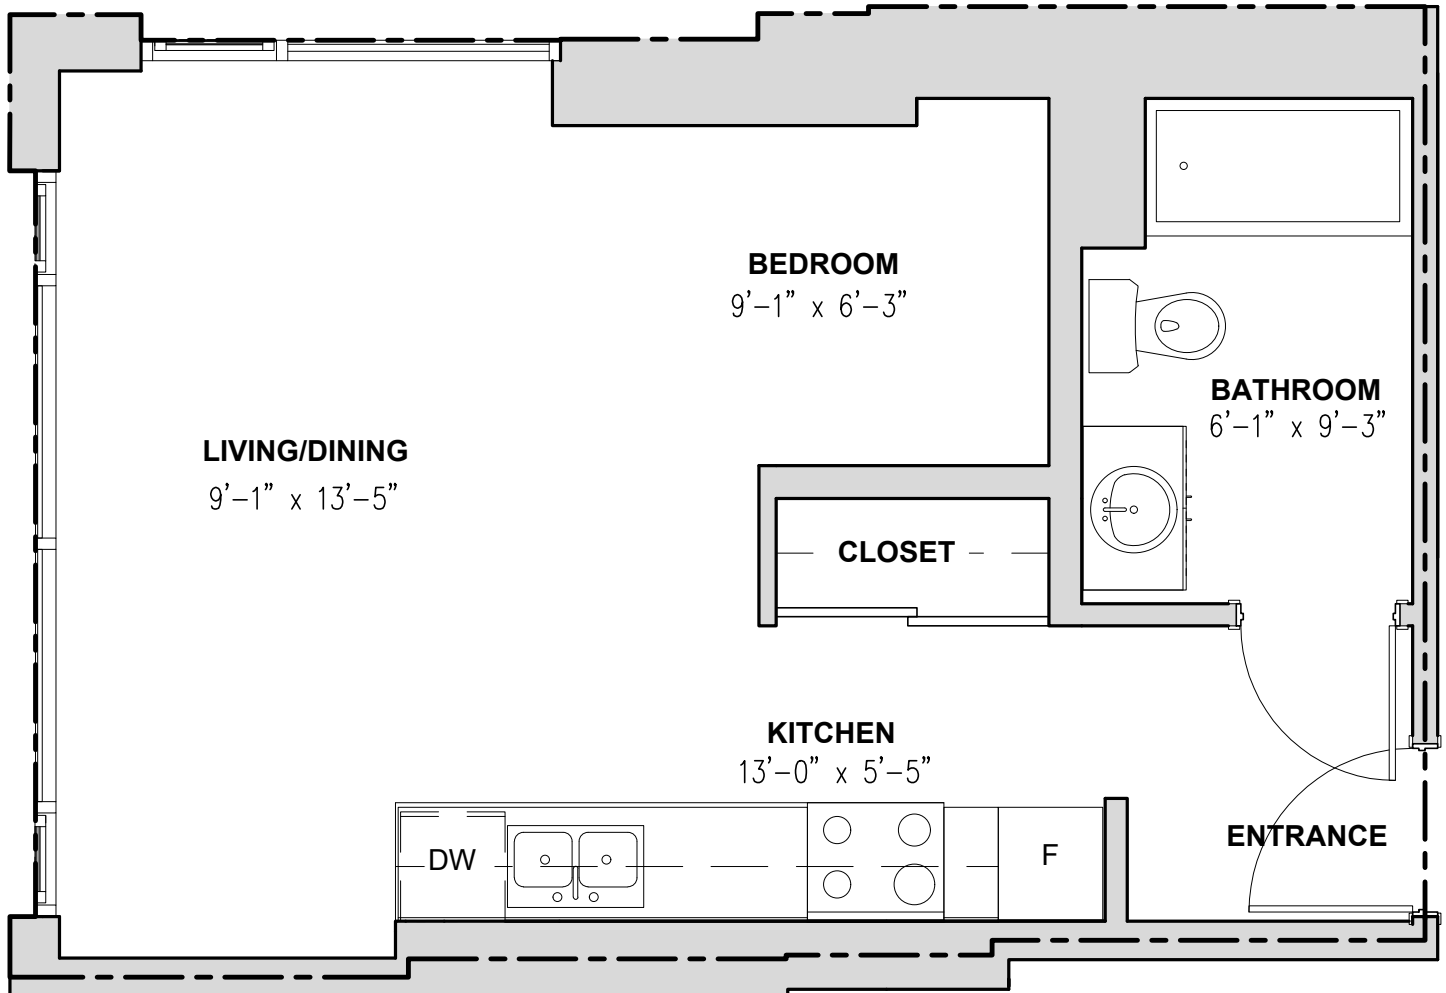 BEDROOM
9'-1" x 6'-3"
BATHROOM
6'-1" x 9'-3"
LIVING/DINING
9'-1" x 13'-5"
CLOSET
KITCHEN
13'-0" x 5'-5"
ENTRANCE
DW
F